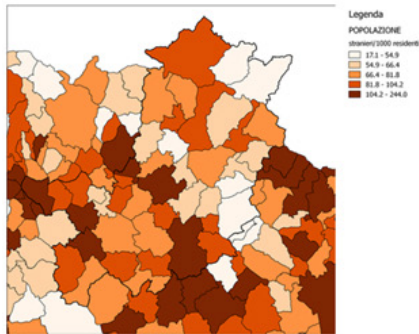 Legenda
POPOLAZIONE
stranieri/1000 residenti
17.1 - 54.9
54.9 - 66.4
66.4 - 81.8
81.8 - 104.2
104.2 - 244.0